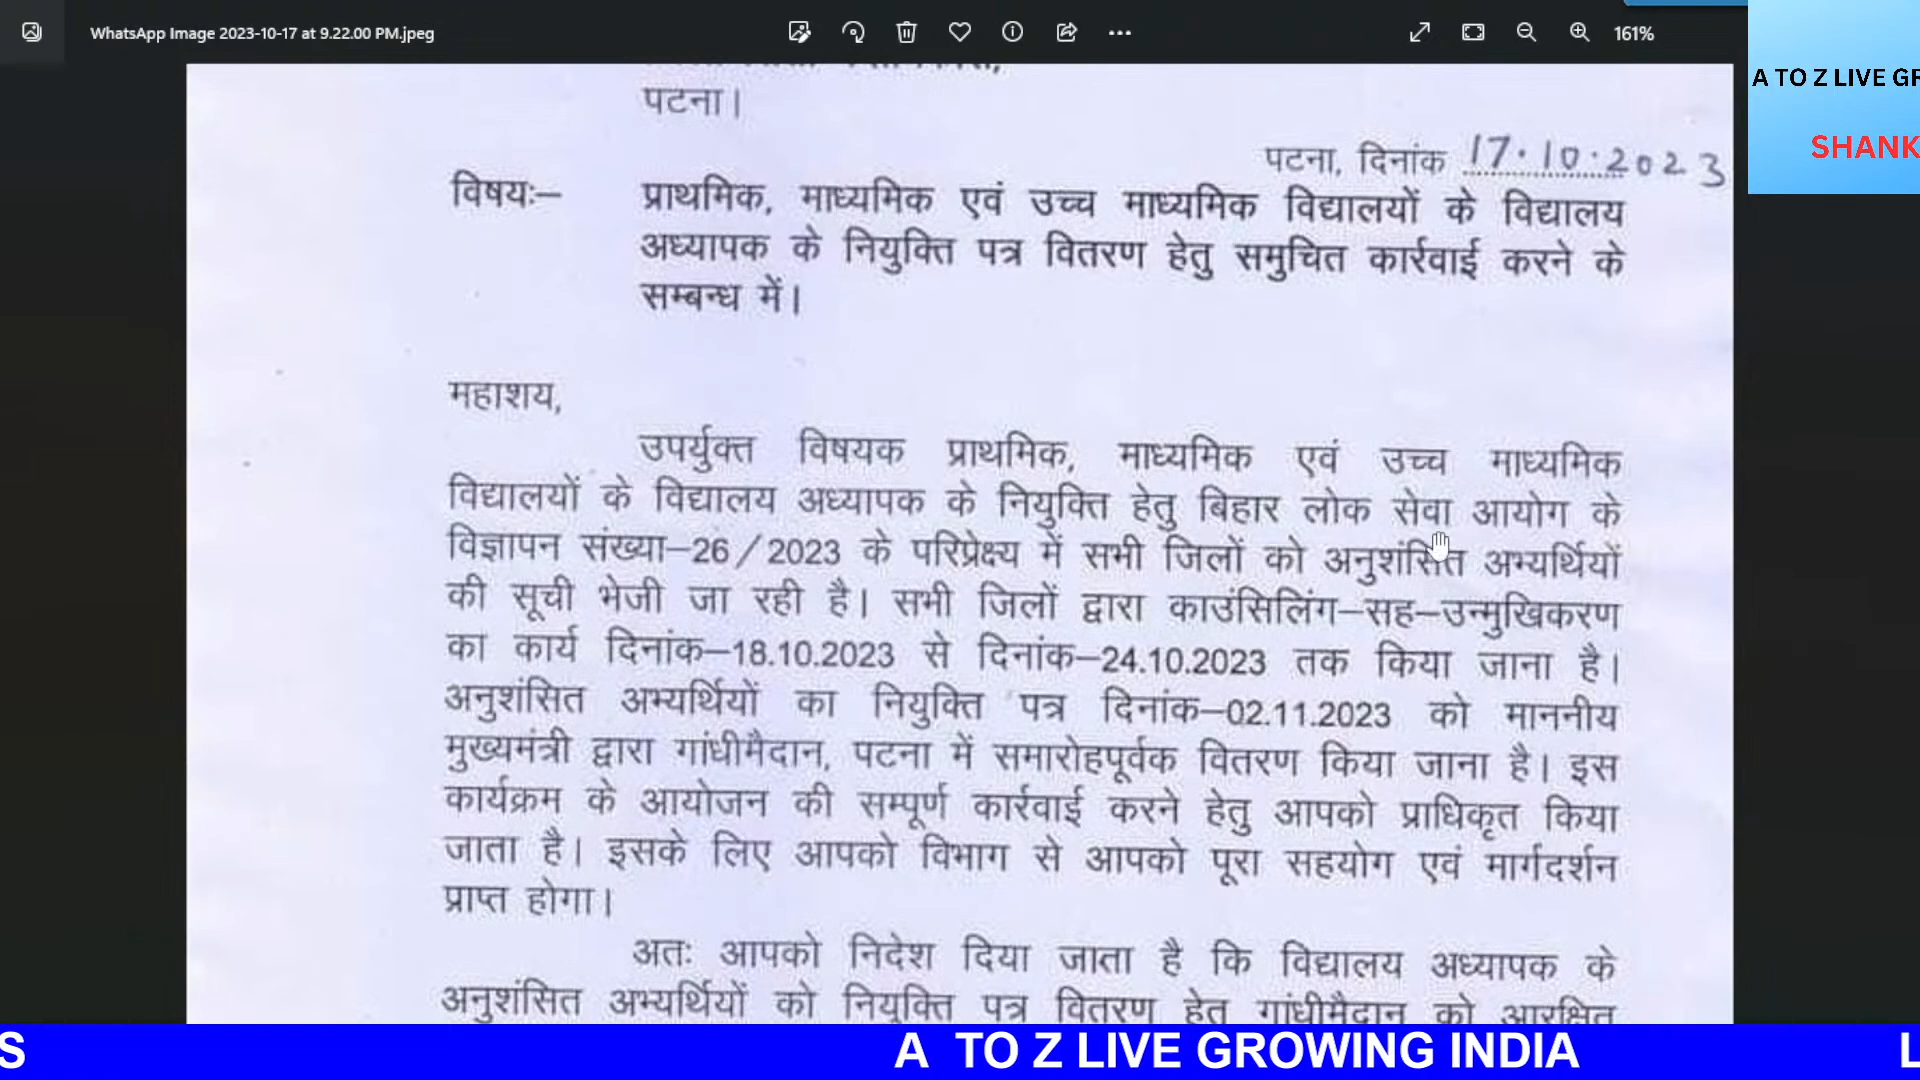 WhatsApp Image 2023-10-17 at 9.22.00 PM.jpeg
161%
A TO Z LIVE GR
SHANK
पटना।
पटना, दिनांक 17.10.2023
विषयः– प्राथमिक, माध्यमिक एवं उच्च माध्यमिक विद्यालयों के विद्यालय
अध्यापक के नियुक्ति पत्र वितरण हेतु समुचित कार्रवाई करने के
सम्बन्ध में।
महाशय,
उपर्युक्त विषयक प्राथमिक, माध्यमिक एवं उच्च माध्यमिक
विद्यालयों के विद्यालय अध्यापक के नियुक्ति हेतु बिहार लोक सेवा आयोग के
विज्ञापन संख्या–26/2023 के परिप्रेक्ष्य में सभी जिलों को अनुशंसित अभ्यर्थियों
की सूची भेजी जा रही है। सभी जिलों द्वारा काउंसिलिंग–सह–उन्मुखिकरण
का कार्य दिनांक–18.10.2023 से दिनांक–24.10.2023 तक किया जाना है।
अनुशंसित अभ्यर्थियों का नियुक्ति पत्र दिनांक–02.11.2023 को माननीय
मुख्यमंत्री द्वारा गांधीमैदान, पटना में समारोहपूर्वक वितरण किया जाना है। इस
कार्यक्रम के आयोजन की सम्पूर्ण कार्रवाई करने हेतु आपको प्राधिकृत किया
जाता है। इसके लिए आपको विभाग से आपको पूरा सहयोग एवं मार्गदर्शन
प्राप्त होगा।
अतः आपको निदेश दिया जाता है कि विद्यालय अध्यापक के
अनुशंसित अभ्यर्थियों को नियुक्ति पत्र वितरण हेतु गांधीमैदान को आरक्षित
S A TO Z LIVE GROWING INDIA L